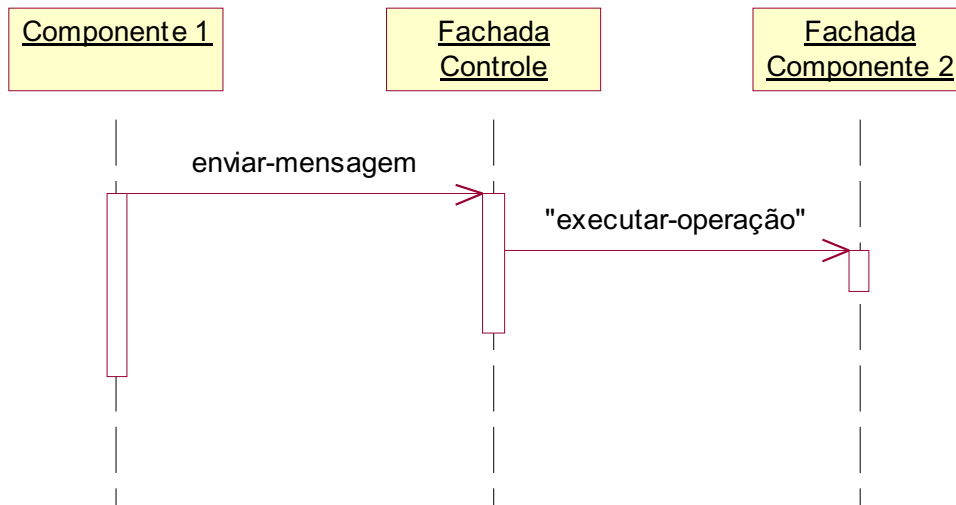 Componente 1
Fachada
Controle
Fachada
Componente 2
enviar-mensagem
"executar-operação"